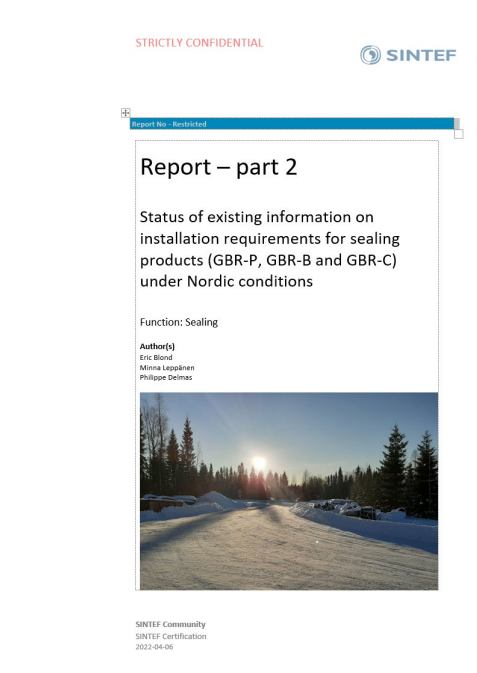 STRICTLY CONFIDENTIAL
SINTEF
Report No - Restricted
Report – part 2
Status of existing information on
installation requirements for sealing
products (GBR-P, GBR-B and GBR-C)
under Nordic conditions
Function: Sealing
Author(s)
Eric Blond
Minna Leppänen
Philippe Delmas
SINTEF Community
SINTEF Certification
2022-04-06